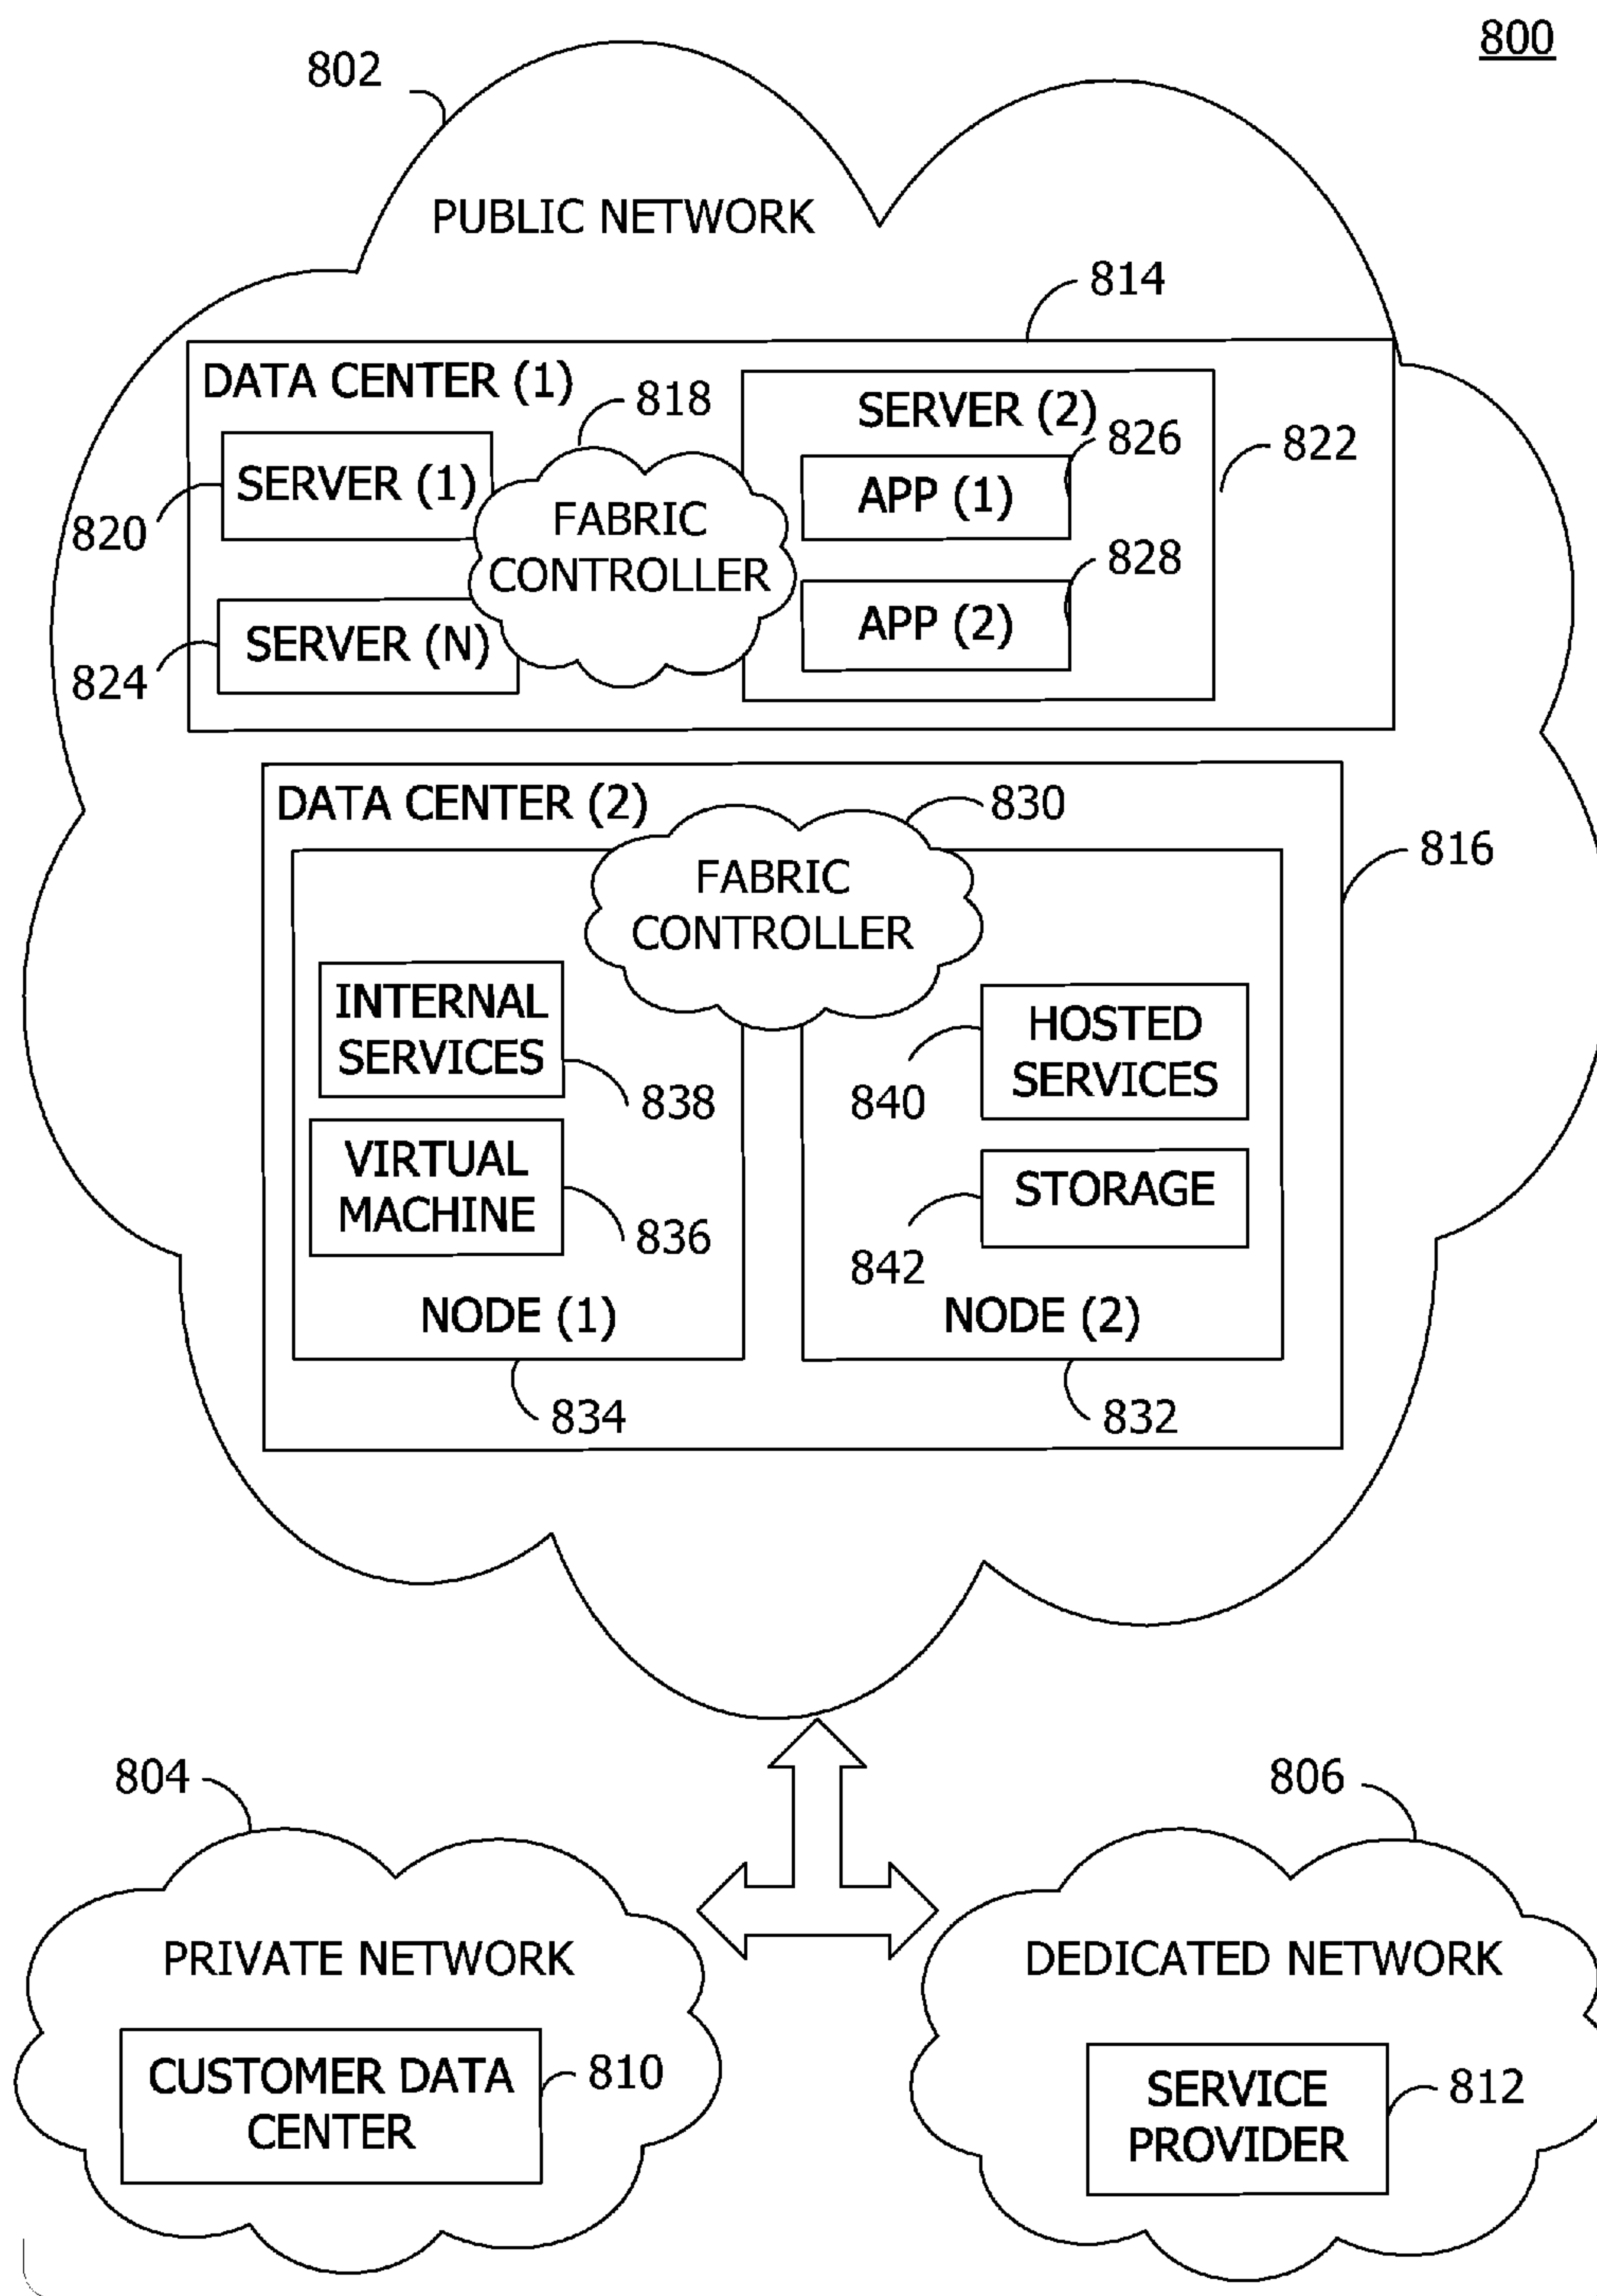 800
802
PUBLIC NETWORK
814
DATA CENTER (1)
818
SERVER (2)
826
822
SERVER (1)
APP (1)
820
FABRIC
CONTROLLER
828
SERVER (N)
APP (2)
824
DATA CENTER (2)
830
816
FABRIC
CONTROLLER
INTERNAL
SERVICES
838
HOSTED
SERVICES
840
VIRTUAL
MACHINE
836
STORAGE
842
NODE (1)
NODE (2)
834
832
804
806
PRIVATE NETWORK
DEDICATED NETWORK
CUSTOMER DATA
CENTER
810
SERVICE
PROVIDER
812